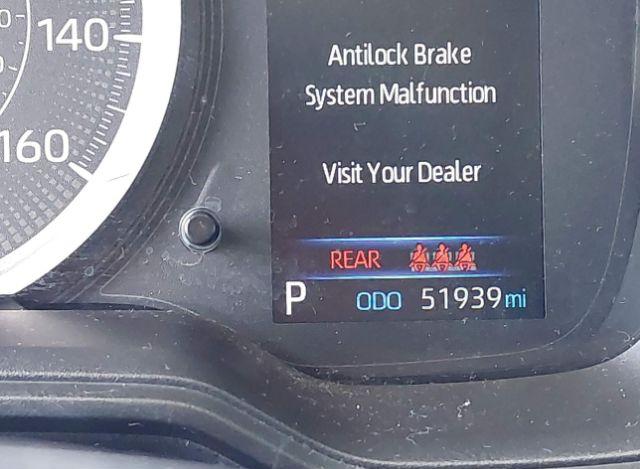 140
160
Antilock Brake
System Malfunction
Visit Your Dealer
REAR
P ODO 51939 mi